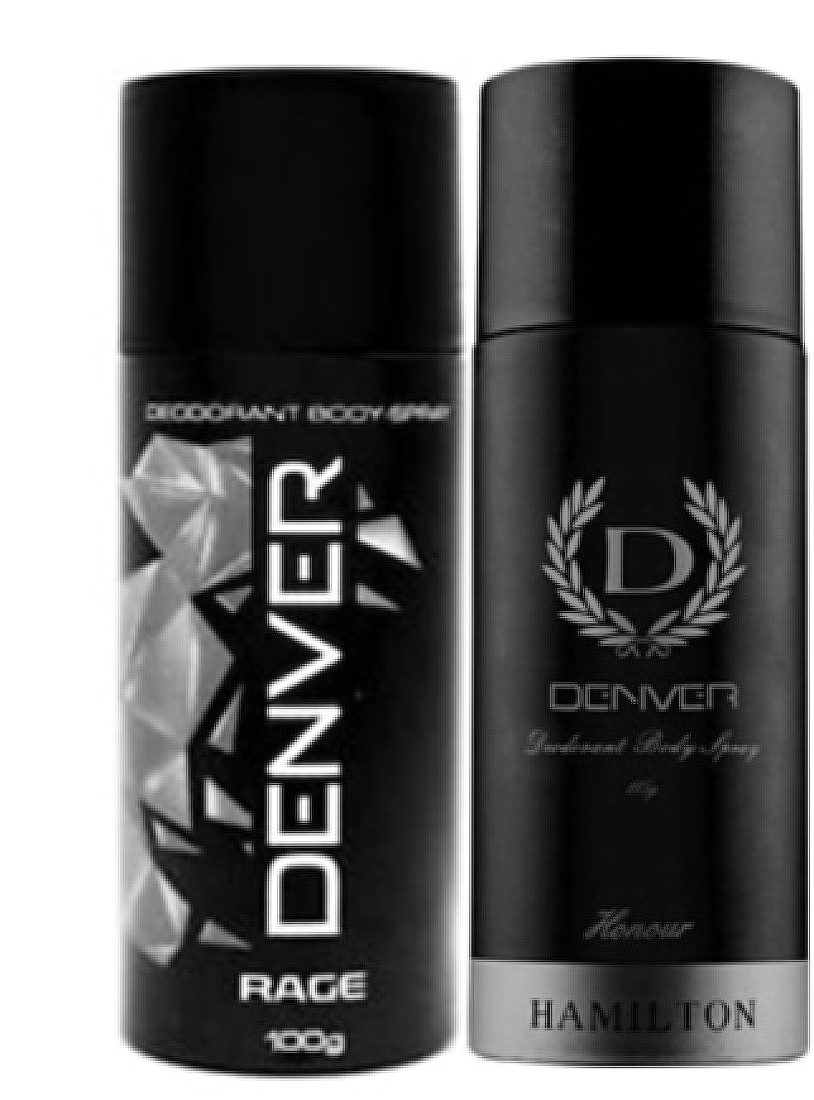 DEODORANT BODY SPRAY
DENVER
RAGE
100g
D
DENVER
Deodorant Body Spray
Honour
HAMILTON